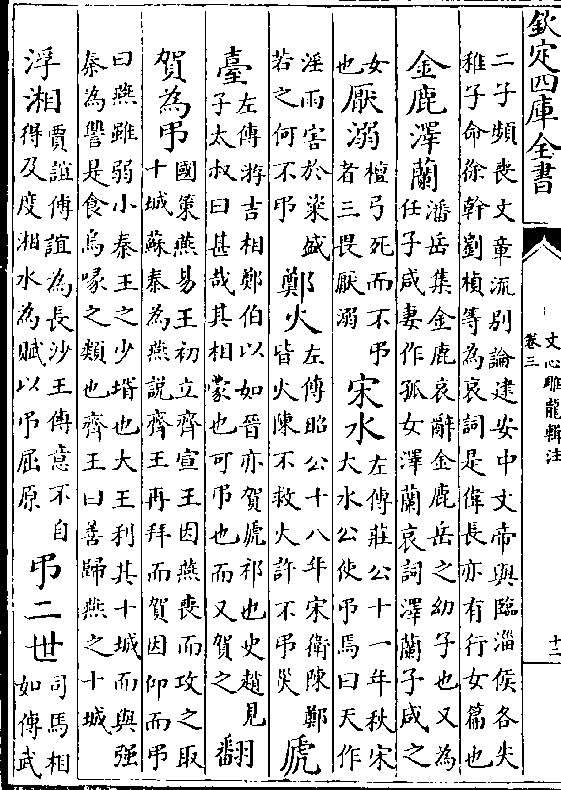 欽定四庫全書
文心雕龍輯注
卷三
十二
二子頻喪文章流别論建安中文帝與臨淄侯各失
稚子命徐幹劉楨等為哀詞是偉長亦有行女篇也
金鹿澤蘭
潘岳集金鹿哀辭金鹿岳之幼子也又為
任子咸妻作孤女澤蘭哀詞澤蘭子咸之
女
也
厭溺
檀弓死而不弔
者三畏厭溺
宋水
左傳莊公十一年秋宋
大水公使弔焉曰天作
淫雨害於粢盛
若之何不弔
鄭火
左傳昭公十八年宋衛陳鄭
皆火陳不救火許不弔災
虒
臺
左傳游吉相鄭伯以如晉亦賀虒祁也史趙見
子太叔曰甚哉其相曚也可弔也而又賀之
翻
賀為弔
國策燕易王初立齊宣王因燕喪而攻之取
十城蘇秦為燕說齊王再拜而賀因仰而弔
曰燕雖弱小秦王之少壻也大王利其十城而與强
秦為讐是食烏喙之類也齊王曰善歸燕之十城
浮湘
賈誼傳誼為長沙王傅意不自
得及度湘水為賦以弔屈原
弔二世
司馬相
如傳武